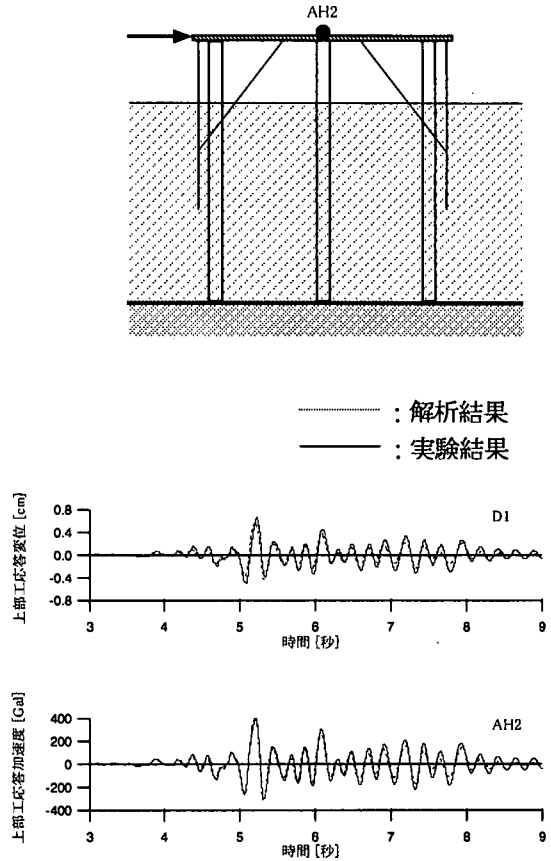 AH2
: 解析結果
: 実験結果
上部工応答変位 [cm]
0.8
0.4
0.0
-0.4
-0.8
D1
3 4 5 6 7 8 9
時間 [秒]
上部工応答加速度 [Gal]
400
200
0
-200
-400
AH2
3 4 5 6 7 8 9
時間 [秒]